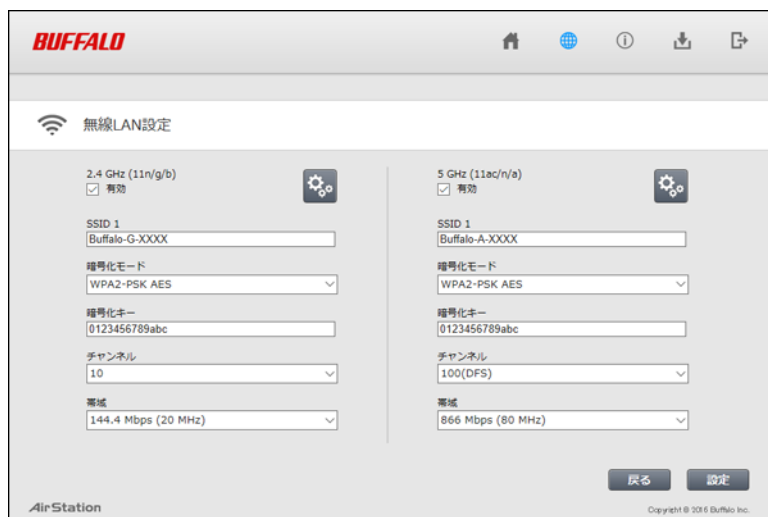 BUFFALO
無線LAN設定
2.4 GHz (11n/g/b)
有効
SSID 1
Buffalo-G-XXXX
暗号化モード
WPA2-PSK AES
暗号化キー
0123456789abc
チャンネル
10
帯域
144.4 Mbps (20 MHz)
5 GHz (11ac/n/a)
有効
SSID 1
Buffalo-A-XXXX
暗号化モード
WPA2-PSK AES
暗号化キー
0123456789abc
チャンネル
100(DFS)
帯域
866 Mbps (80 MHz)
戻る
設定
AirStation
Copyright © 2016 Buffalo Inc.